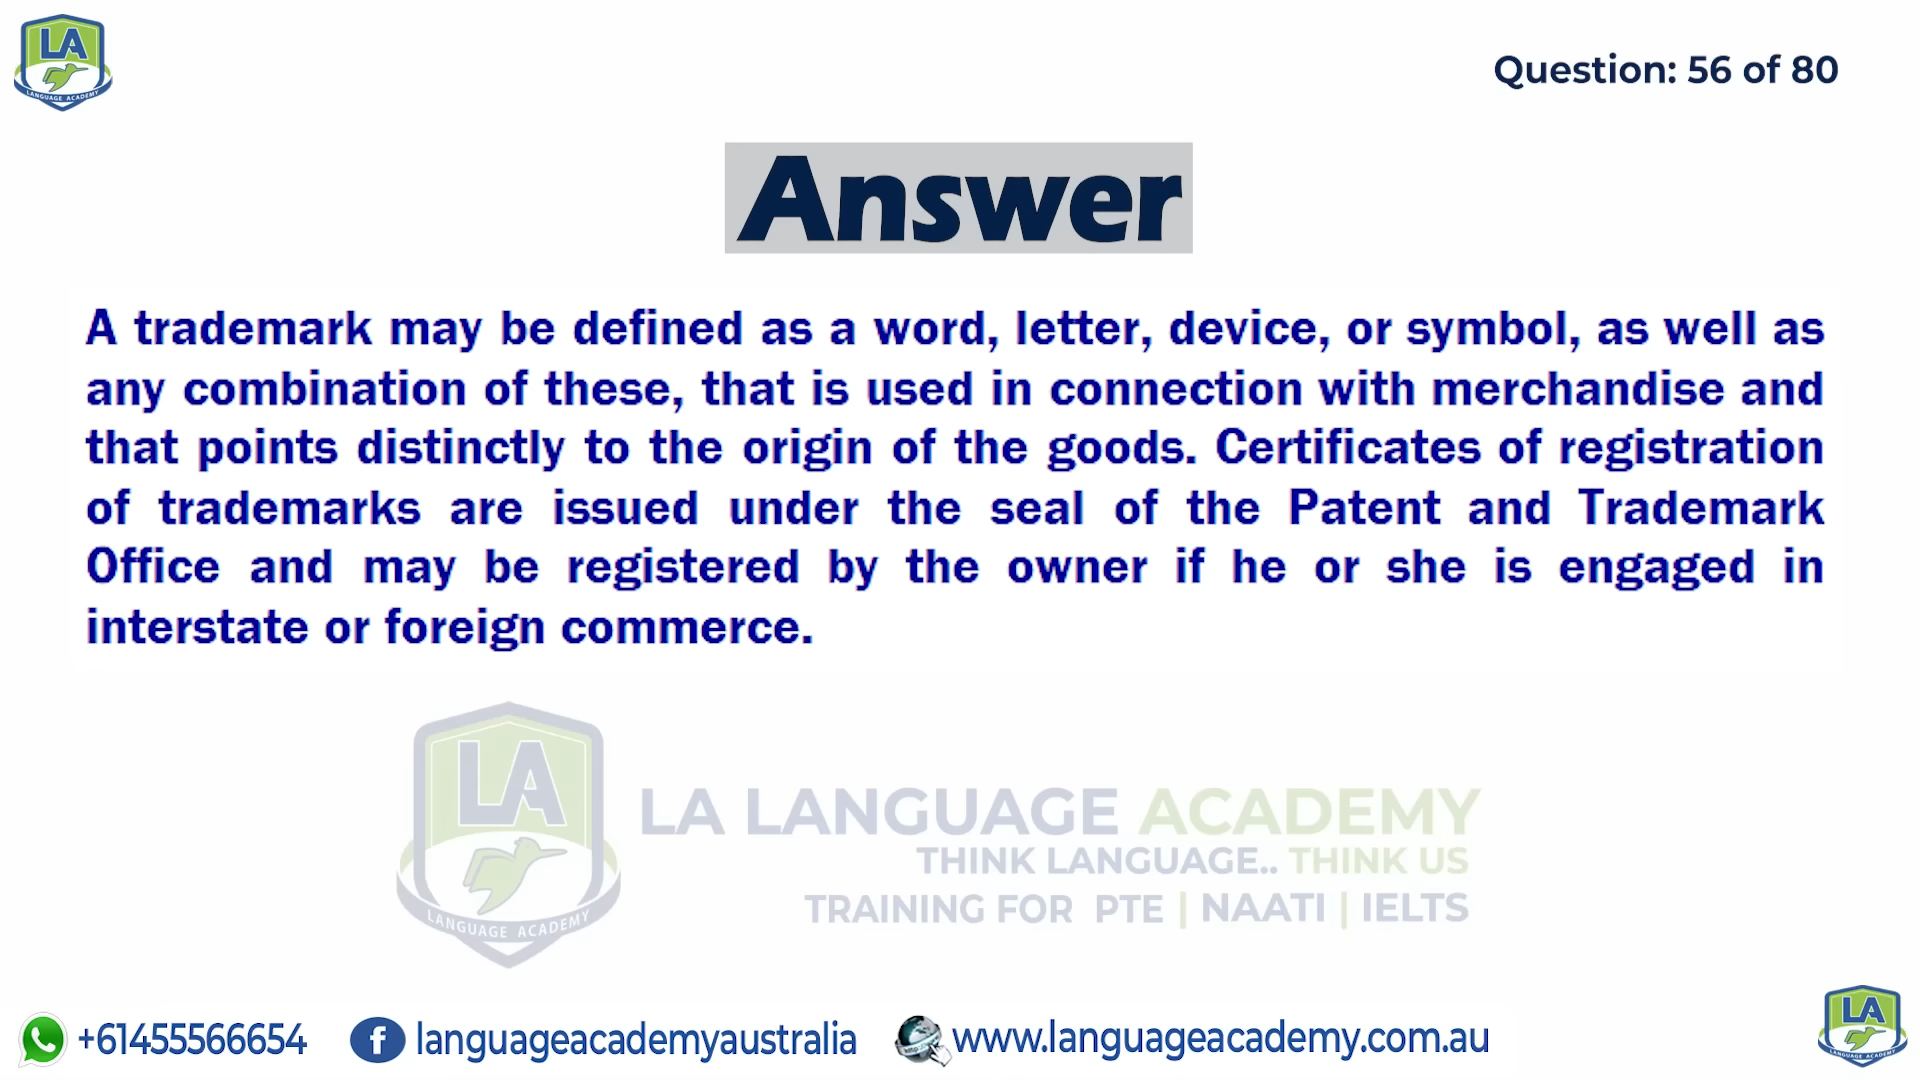 LA
LANGUAGE ACADEMY
Question: 56 of 80
Answer
A trademark may be defined as a word, letter, device, or symbol, as well as
any combination of these, that is used in connection with merchandise and
that points distinctly to the origin of the goods. Certificates of registration
of trademarks are issued under the seal of the Patent and Trademark
Office and may be registered by the owner if he or she is engaged in
interstate or foreign commerce.
LA
LANGUAGE ACADEMY
LA LANGUAGE ACADEMY
THINK LANGUAGE.. THINK US
TRAINING FOR PTE | NAATI | IELTS
+61455566654
languageacademyaustralia
www.languageacademy.com.au
LA
LANGUAGE ACADEMY